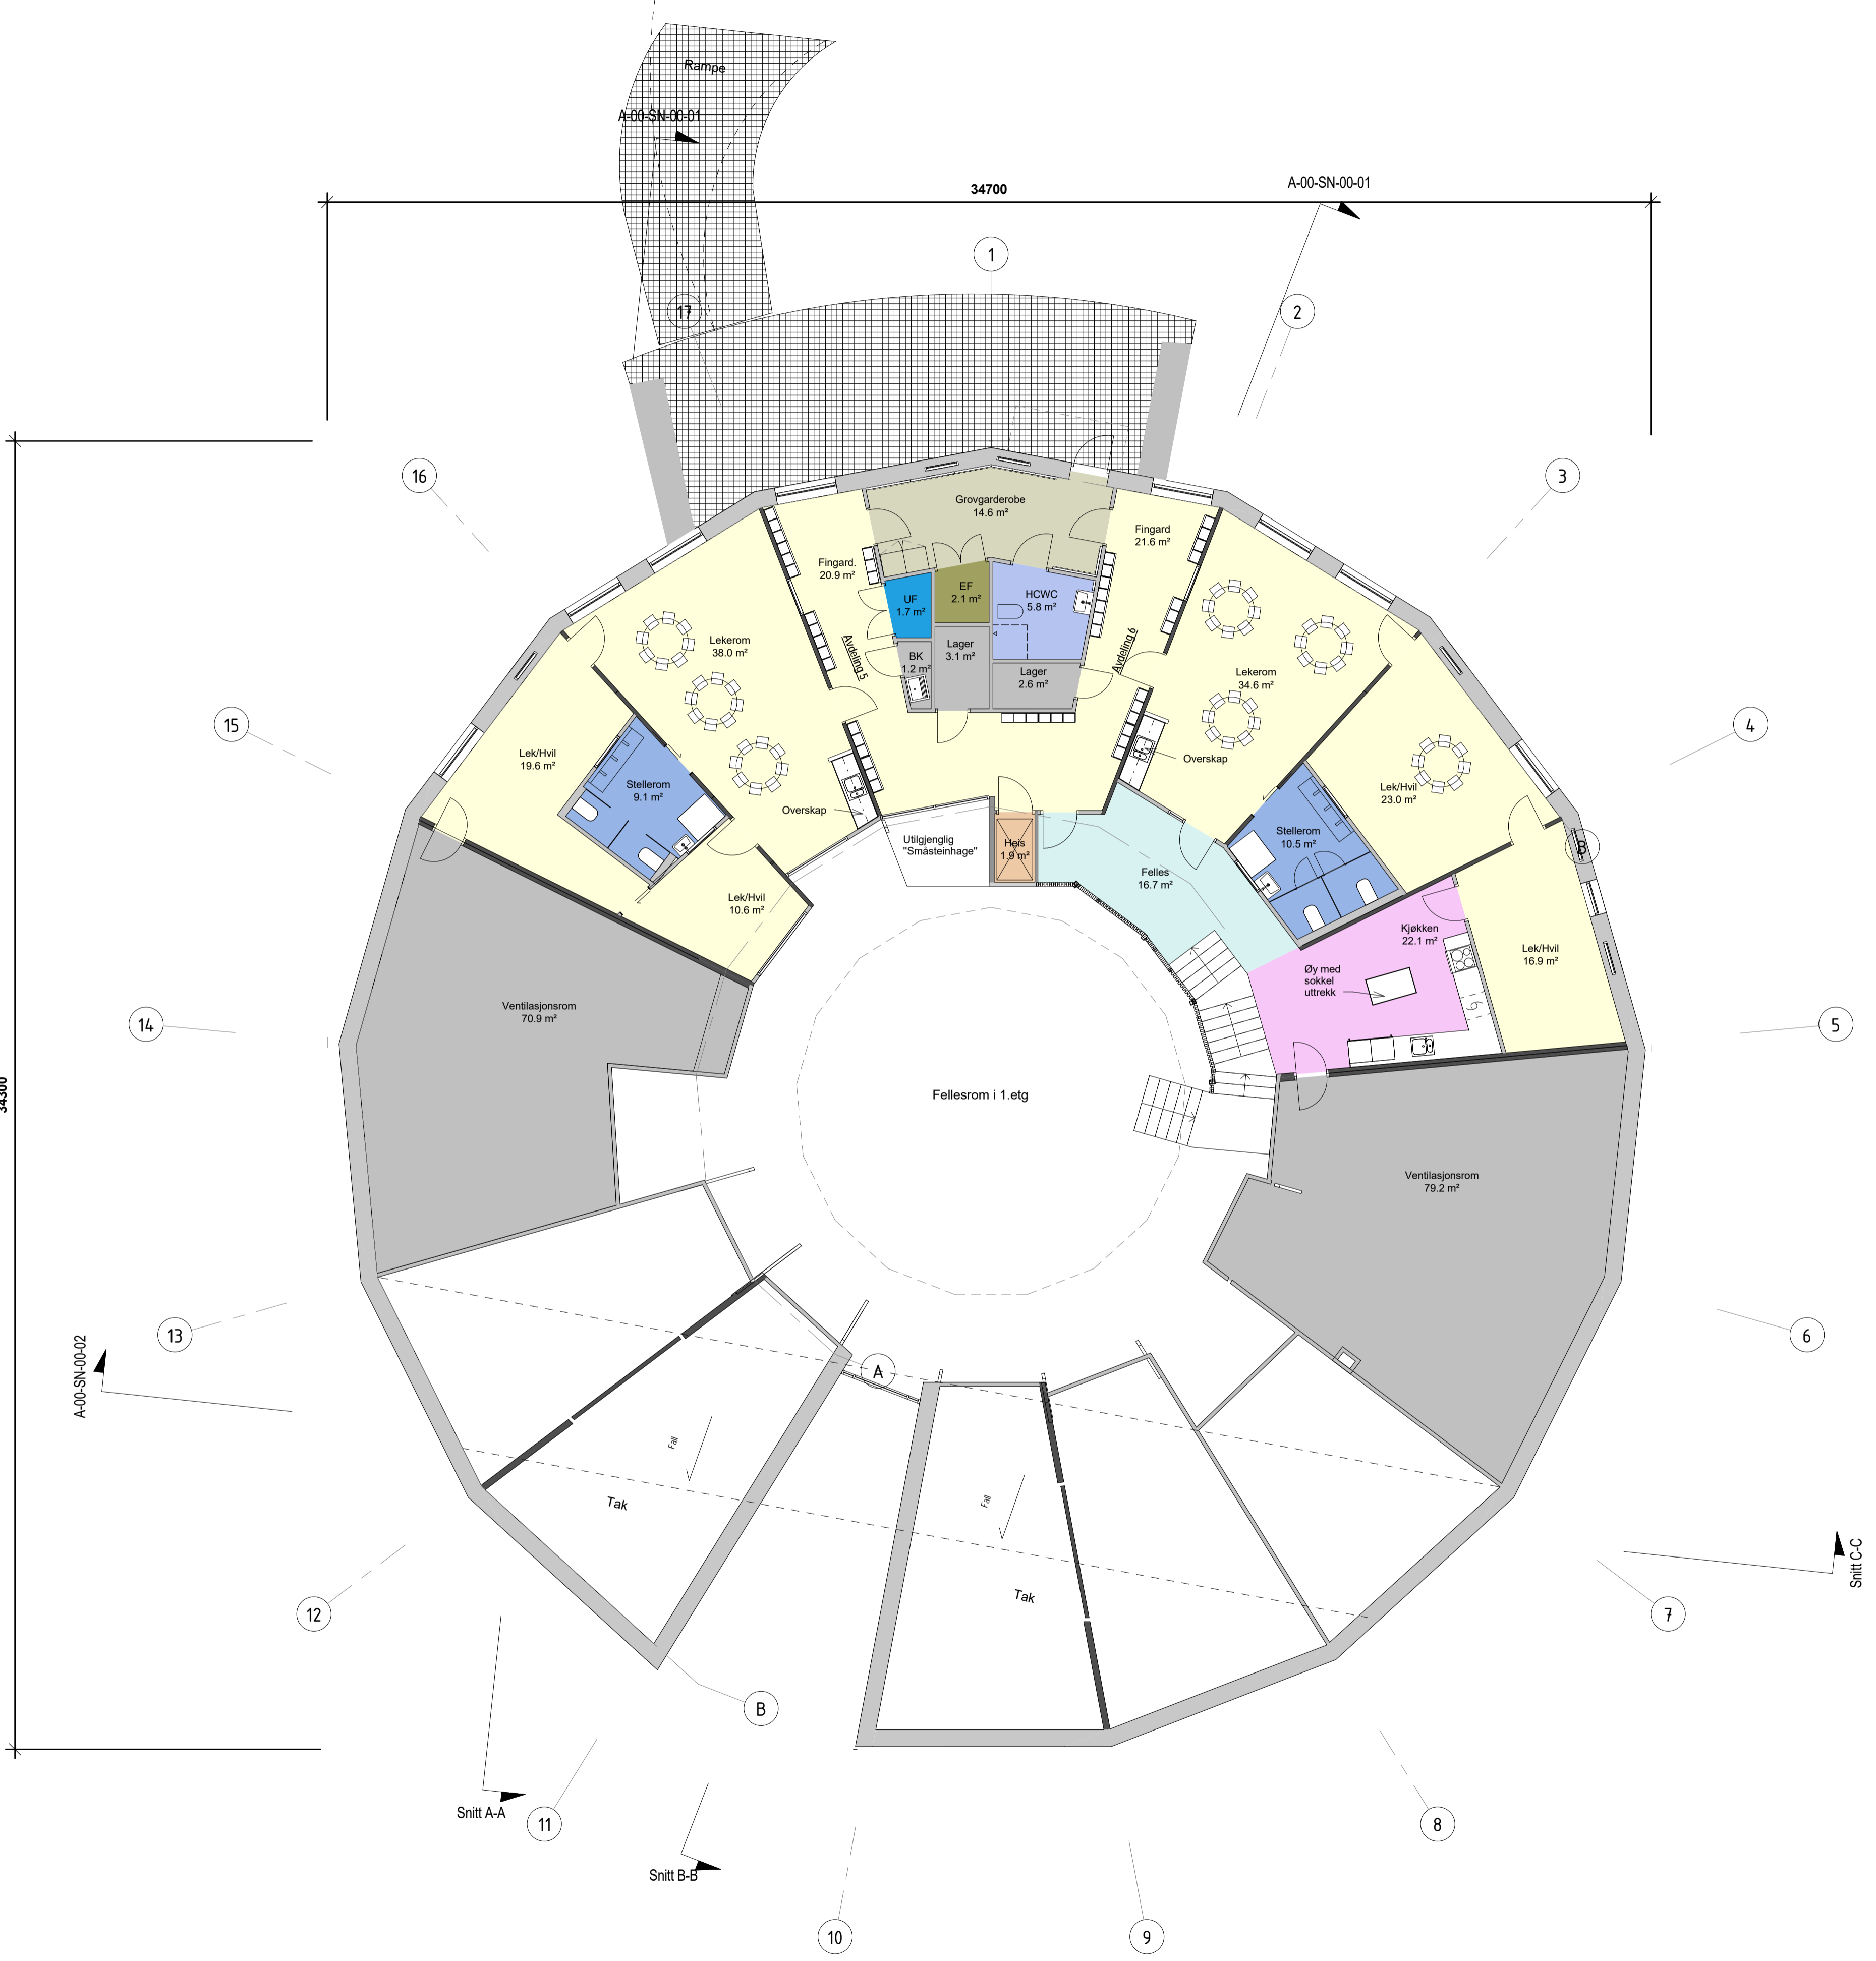 Rampe
A-00-SN-00-01
34700
A-00-SN-00-01
1
17
2
16
3
Grovgarderobe
14.6 m²
Fingard
21.6 m²
Fingard.
20.9 m²
UF
1.7 m²
EF
2.1 m²
HCWC
5.8 m²
Lekerom
38.0 m²
Avdeling 5
BK
1.2 m²
Lager
3.1 m²
Lager
2.6 m²
Avdeling 6
Lekerom
34.6 m²
15
4
Lek/Hvil
19.6 m²
Stellerom
9.1 m²
Overskap
Overskap
Lek/Hvil
23.0 m²
Utilgjenglig
"Småsteinhage"
Heis
1.9 m²
Stellerom
10.5 m²
B
Felles
16.7 m²
Lek/Hvil
10.6 m²
Kjøkken
22.1 m²
Lek/Hvil
16.9 m²
Øy med
sokkel
uttrekk
Ventilasjonsrom
70.9 m²
14
5
34300
Fellesrom i 1.etg
Ventilasjonsrom
79.2 m²
13
6
A-00-SN-00-02
A
Fall
Tak
Fall
Tak
Snitt C-C
12
7
B
Snitt A-A
11
8
Snitt B-B
10
9